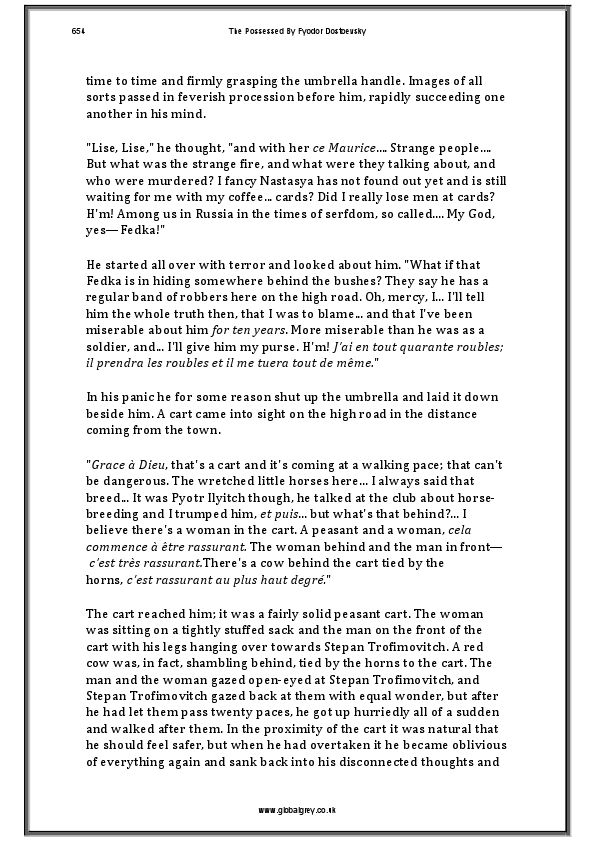 654
The Possessed By Fyodor Dostoevsky
time to time and firmly grasping the umbrella handle. Images of all
sorts passed in feverish procession before him, rapidly succeeding one
another in his mind.
"Lise, Lise," he thought, "and with her ce Maurice.... Strange people....
But what was the strange fire, and what were they talking about, and
who were murdered? I fancy Nastasya has not found out yet and is still
waiting for me with my coffee... cards? Did I really lose men at cards?
H'm! Among us in Russia in the times of serfdom, so called.... My God,
yes—Fedka!"
He started all over with terror and looked about him. "What if that
Fedka is in hiding somewhere behind the bushes? They say he has a
regular band of robbers here on the high road. Oh, mercy, I... I'll tell
him the whole truth then, that I was to blame... and that I've been
miserable about him for ten years. More miserable than he was as a
soldier, and... I'll give him my purse. H'm! J'ai en tout quarante roubles;
il prendra les roubles et il me tuera tout de même."
In his panic he for some reason shut up the umbrella and laid it down
beside him. A cart came into sight on the high road in the distance
coming from the town.
"Grace à Dieu, that's a cart and it's coming at a walking pace; that can't
be dangerous. The wretched little horses here... I always said that
breed... It was Pyotr Ilyitch though, he talked at the club about horse-
breeding and I trumped him, et puis... but what's that behind?... I
believe there's a woman in the cart. A peasant and a woman, cela
commence à être rassurant. The woman behind and the man in front—
c'est très rassurant.There's a cow behind the cart tied by the
horns, c'est rassurant au plus haut degré."
The cart reached him; it was a fairly solid peasant cart. The woman
was sitting on a tightly stuffed sack and the man on the front of the
cart with his legs hanging over towards Stepan Trofimovitch. A red
cow was, in fact, shambling behind, tied by the horns to the cart. The
man and the woman gazed open-eyed at Stepan Trofimovitch, and
Stepan Trofimovitch gazed back at them with equal wonder, but after
he had let them pass twenty paces, he got up hurriedly all of a sudden
and walked after them. In the proximity of the cart it was natural that
he should feel safer, but when he had overtaken it he became oblivious
of everything again and sank back into his disconnected thoughts and
www.globalgrey.co.uk